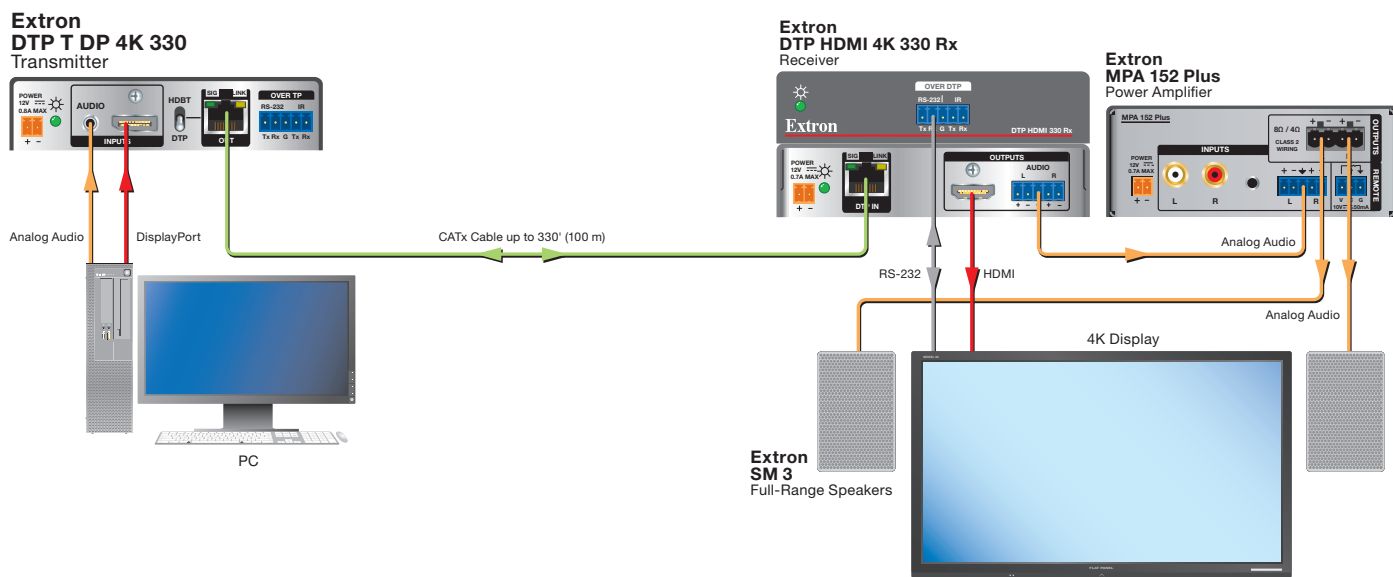 Extron
DTP T DP 4K 330
Transmitter
POWER
12V
0.8A MAX
+ −
AUDIO
INPUTS
HDBT
DTP
SIG LINK
OUT
OVER TP
RS-232 IR
Tx Rx G Tx Rx
Analog Audio
DisplayPort
CATx Cable up to 330' (100 m)
PC
Extron
DTP HDMI 4K 330 Rx
Receiver
OVER DTP
RS-232 IR
Tx G Tx Rx
Extron
DTP HDMI 330 Rx
POWER
12V
0.7A MAX
+ −
SIG LINK
DTP IN
OUTPUTS
AUDIO
L R
+ − + −
RS-232
HDMI
Extron
MPA 152 Plus
Power Amplifier
MPA 152 Plus
POWER
12V
0.7A MAX
+ −
INPUTS
L R
8Ω / 4Ω
CLASS 2
WIRING
+ − + −
OUTPUTS
REMOTE
+ − + −
L R
V C G
10V 50mA
Analog Audio
Analog Audio
4K Display
Extron
SM 3
Full-Range Speakers
FLAT PANEL